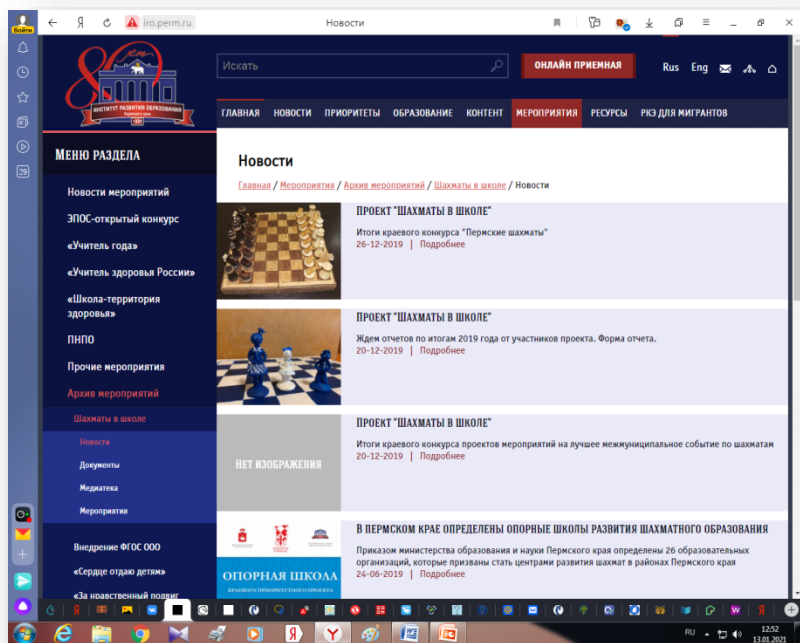 Войти
iro.perm.ru
Новости
80 лет
ИНСТИТУТ РАЗВИТИЯ ОБРАЗОВАНИЯ
Пермского края
Искать
ОНЛАЙН ПРИЕМНАЯ
Rus Eng
ГЛАВНАЯ НОВОСТИ ПРИОРИТЕТЫ ОБРАЗОВАНИЕ КОНТЕНТ МЕРОПРИЯТИЯ РЕСУРСЫ РКЭ ДЛЯ МИГРАНТОВ
29
Меню раздела
Новости мероприятий
ЭПОС-открытый конкурс
«Учитель года»
«Учитель здоровья России»
«Школа-территория
здоровья»
ПНПО
Прочие мероприятия
Архив мероприятий
Шахматы в школе
Новости
Документы
Медиатека
Мероприятия
Внедрение ФГОС ООО
«Сердце отдаю детям»
«За нравственный подвиг
Новости
Главная / Мероприятия / Архив мероприятий / Шахматы в школе / Новости
Проект "Шахматы в школе"
Итоги краевого конкурса "Пермские шахматы"
26-12-2019 | Подробнее
Проект "Шахматы в школе"
Ждем отчетов по итогам 2019 года от участников проекта. Форма отчета.
20-12-2019 | Подробнее
Нет изображения
Проект "Шахматы в школе"
Итоги краевого конкурса проектов мероприятий на лучшее межмуниципальное событие по шахматам
20-12-2019 | Подробнее
ОПОРНАЯ ШКОЛА
КРАЕВОГО ПРИОРИТЕТНОГО ПРОЕКТА
В Пермском крае определены опорные школы развития шахматного образования
Приказом министерства образования и науки Пермского края определены 26 образовательных
организаций, которые призваны стать центрами развития шахмат в районах Пермского края
24-06-2019 | Подробнее
RU
12:52
13.01.2021